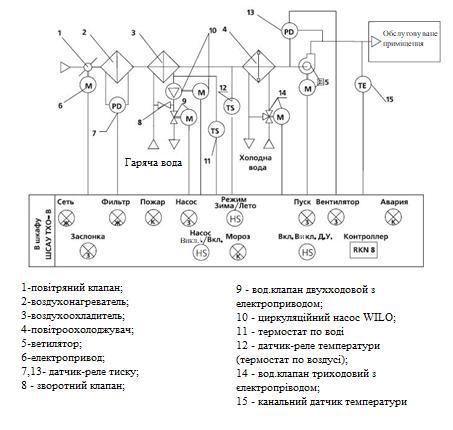 1
2
3
4
13
10
Обслуговуване
приміщення
M
PD
M
M
TS
TS
M
PD
M
5
TE
6
7
8
9
12
14
11
15
Гаряча вода
Холодна
вода
В шкафу
ШСАУ ТХО=В
Сеть
Ж
Фильтр
Ж
Пожар
К
Насос
З
Режим
Зима/Лето
HS
Пуск
З
Вентилятор
З
Авария
К
Заслонка
З
Насос
Викл. /Вкл.
HS
Мороз
К
Вкл. Викл. Д.У.
HS
Контроллер
RKN 8
1-повітряний клапан;
2-воздухонагреватель;
3-воздухоохладитель;
4-повітроохолоджувач;
5-ветилятор;
6-електропривод;
7,13- датчик-реле тиску;
8 - зворотний клапан;
9 - вод.клапан двухходовой з
електроприводом;
10 - циркуляційний насос WILO;
11 - термостат по воді
12 - датчик-реле температури
(термостат по воздусі);
14 - вод.клапан триходовий з
єлектропріводом;
15 - канальний датчик температури